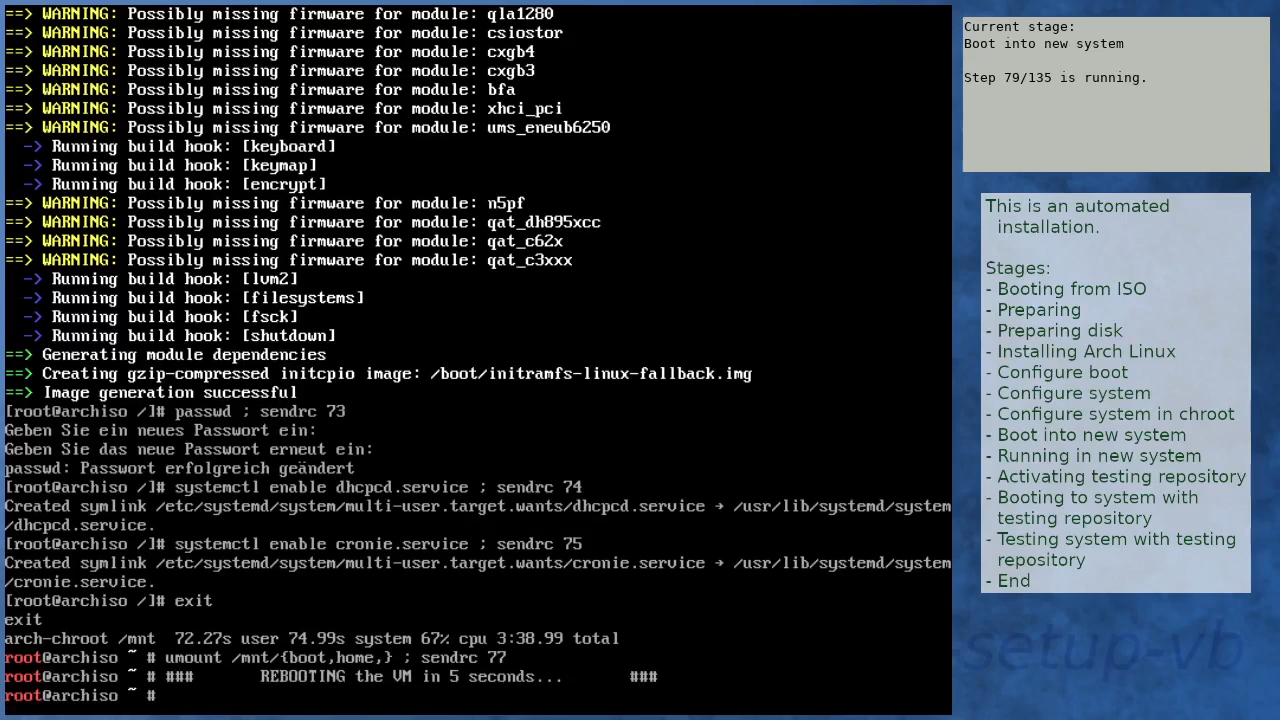 ==> WARNING: Possibly missing firmware for module: qla1280
==> WARNING: Possibly missing firmware for module: csiostor
==> WARNING: Possibly missing firmware for module: cxgb4
==> WARNING: Possibly missing firmware for module: cxgb3
==> WARNING: Possibly missing firmware for module: bfa
==> WARNING: Possibly missing firmware for module: xhci_pci
==> WARNING: Possibly missing firmware for module: ums_eneub6250
-> Running build hook: [keyboard]
-> Running build hook: [keymap]
-> Running build hook: [encrypt]
==> WARNING: Possibly missing firmware for module: n5pf
==> WARNING: Possibly missing firmware for module: qat_dh895xcc
==> WARNING: Possibly missing firmware for module: qat_c62x
==> WARNING: Possibly missing firmware for module: qat_c3xxx
-> Running build hook: [lvm2]
-> Running build hook: [filesystems]
-> Running build hook: [fsck]
-> Running build hook: [shutdown]
==> Generating module dependencies
==> Creating gzip-compressed initcpio image: /boot/initramfs-linux-fallback.img
==> Image generation successful
[root@archiso /]# passwd ; sendrc 73
Geben Sie ein neues Passwort ein:
Geben Sie das neue Passwort erneut ein:
passwd: Passwort erfolgreich geändert
[root@archiso /]# systemctl enable dhcpcd.service ; sendrc 74
Created symlink /etc/systemd/system/multi-user.target.wants/dhcpcd.service → /usr/lib/systemd/system
/dhcpcd.service.
[root@archiso /]# systemctl enable cronie.service ; sendrc 75
Created symlink /etc/systemd/system/multi-user.target.wants/cronie.service → /usr/lib/systemd/system
/cronie.service.
[root@archiso /]# exit
exit
arch-chroot /mnt  72.27s user 74.99s system 67% cpu 3:38.99 total
root@archiso ~ # umount /mnt/{boot,home,} ; sendrc 77
root@archiso ~ # ###       REBOOTING the VM in 5 seconds...       ###
root@archiso ~ #
Current stage:
Boot into new system
Step 79/135 is running.
This is an automated
installation.
Stages:
- Booting from ISO
- Preparing
- Preparing disk
- Installing Arch Linux
- Configure boot
- Configure system
- Configure system in chroot
- Boot into new system
- Running in new system
- Activating testing repository
- Booting to system with
testing repository
- Testing system with testing
repository
- End
-setup-vb